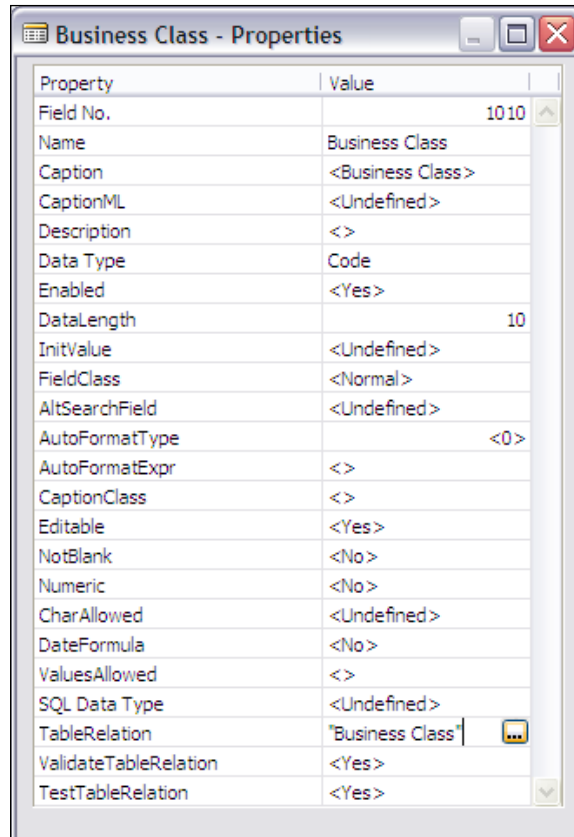 Business Class - Properties
Property Value
Field No. 1010
Name Business Class
Caption <Business Class>
CaptionML <Undefined>
Description <>
Data Type Code
Enabled <Yes>
DataLength 10
InitValue <Undefined>
FieldClass <Normal>
AltSearchField <Undefined>
AutoFormatType <0>
AutoFormatExpr <>
CaptionClass <>
Editable <Yes>
NotBlank <No>
Numeric <No>
CharAllowed <Undefined>
DateFormula <No>
ValuesAllowed <>
SQL Data Type <Undefined>
TableRelation "Business Class" ...
ValidateTableRelation <Yes>
TestTableRelation <Yes>